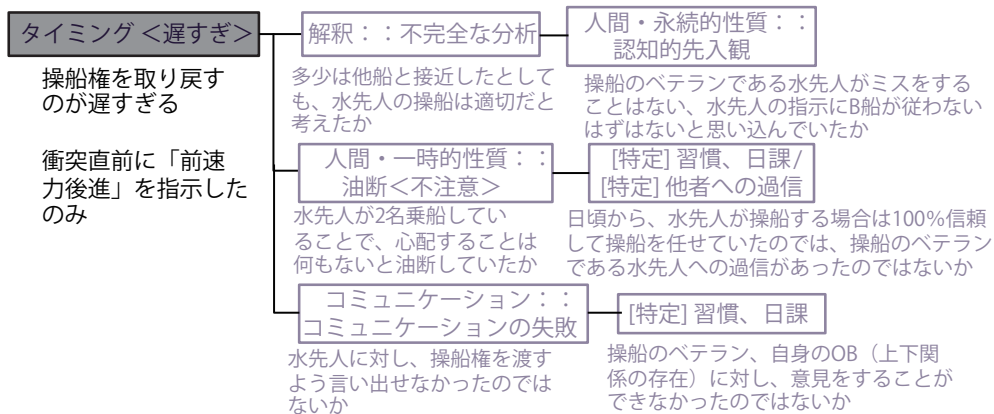 タイミング＜遅すぎ＞
操船権を取り戻す
のが遅すぎる
衝突直前に「前速
力後進」を指示した
のみ
解釈：：不完全な分析
多少は他船と接近したとして
も、水先人の操船は適切だと
考えたか
人間・永続的性質：：
認知的先入観
操船のベテランである水先人がミスをする
ことはない、水先人の指示にB船が従わない
はずはないと思い込んでいたか
人間・一時的性質：：
油断＜不注意＞
水先人が2名乗船してい
ることで、心配することは
何もないと油断していたか
[特定] 習慣、日課/
[特定] 他者への過信
日頃から、水先人が操船する場合は100%信頼
して操船を任せていたのでは、操船のベテラン
である水先人への過信があったのではないか
コミュニケーション：：
コミュニケーションの失敗
水先人に対し、操船権を渡す
よう言い出せなかったのでは
ないか
[特定] 習慣、日課
操船のベテラン、自身のOB（上下関
係の存在）に対し、意見をすることが
できなかったのではないか